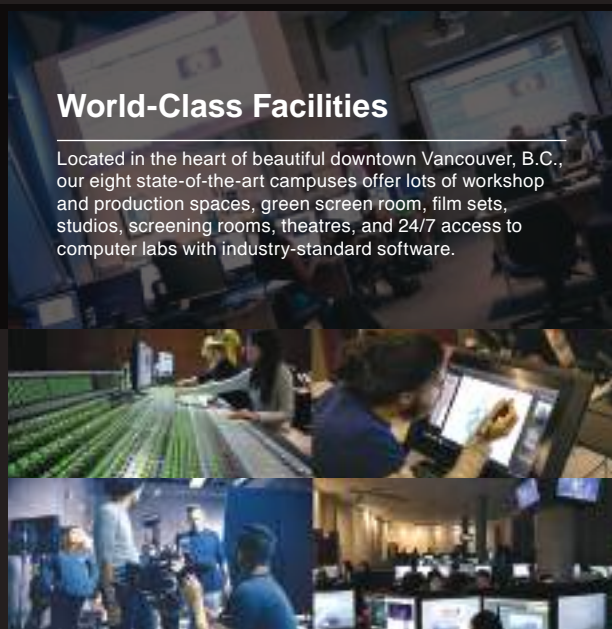 World-Class Facilities
Located in the heart of beautiful downtown Vancouver, B.C.,
our eight state-of-the-art campuses offer lots of workshop
and production spaces, green screen room, film sets,
studios, screening rooms, theatres, and 24/7 access to
computer labs with industry-standard software.